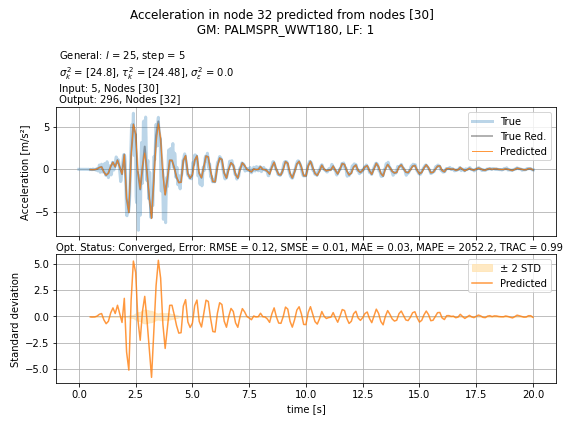 Acceleration in node 32 predicted from nodes [30]
GM: PALMSPR_WWT180, LF: 1
General: l = 25, step = 5
σ²ₖ = [24.8], τ²ₖ = [24.48], σ²ε = 0.0
Input: 5, Nodes [30]
Output: 296, Nodes [32]
Acceleration [m/s²]
5
0
−5
True
True Red.
Predicted
Opt. Status: Converged, Error: RMSE = 0.12, SMSE = 0.01, MAE = 0.03, MAPE = 2052.2, TRAC = 0.99
Standard deviation
5.0
2.5
0.0
−2.5
−5.0
± 2 STD
Predicted
0.0 2.5 5.0 7.5 10.0 12.5 15.0 17.5 20.0
time [s]